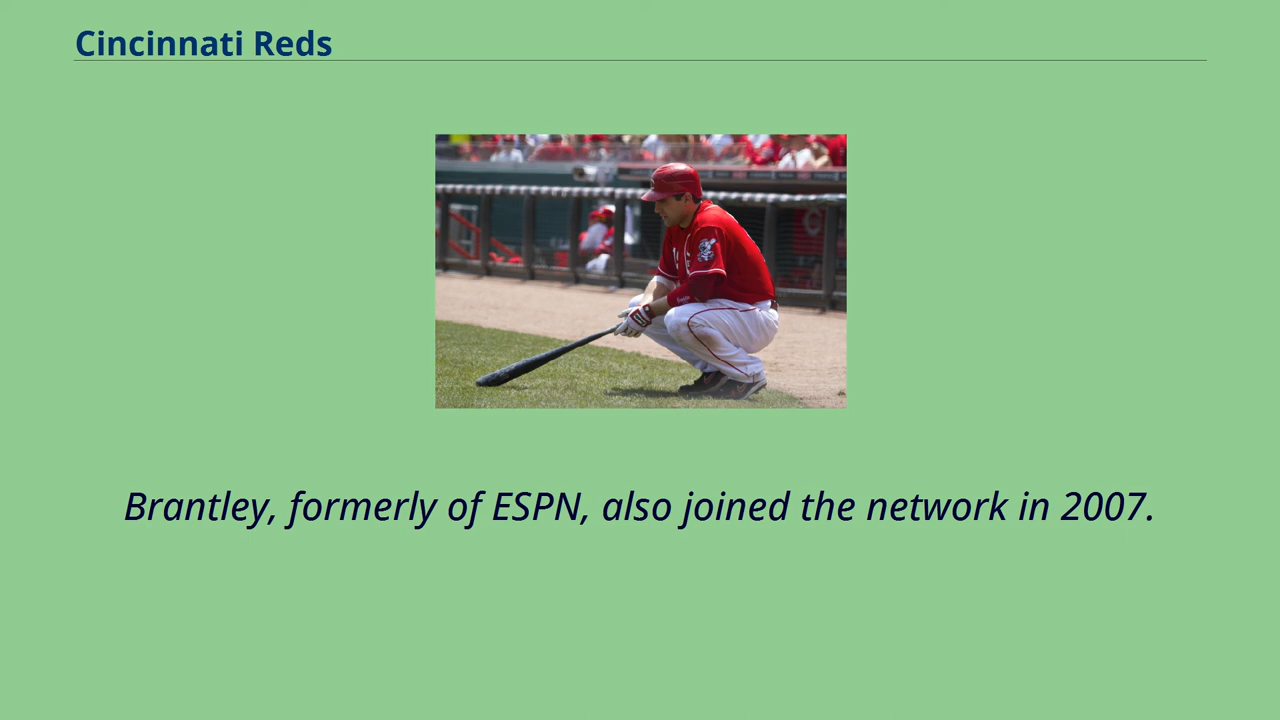 Cincinnati Reds
Brantley, formerly of ESPN, also joined the network in 2007.